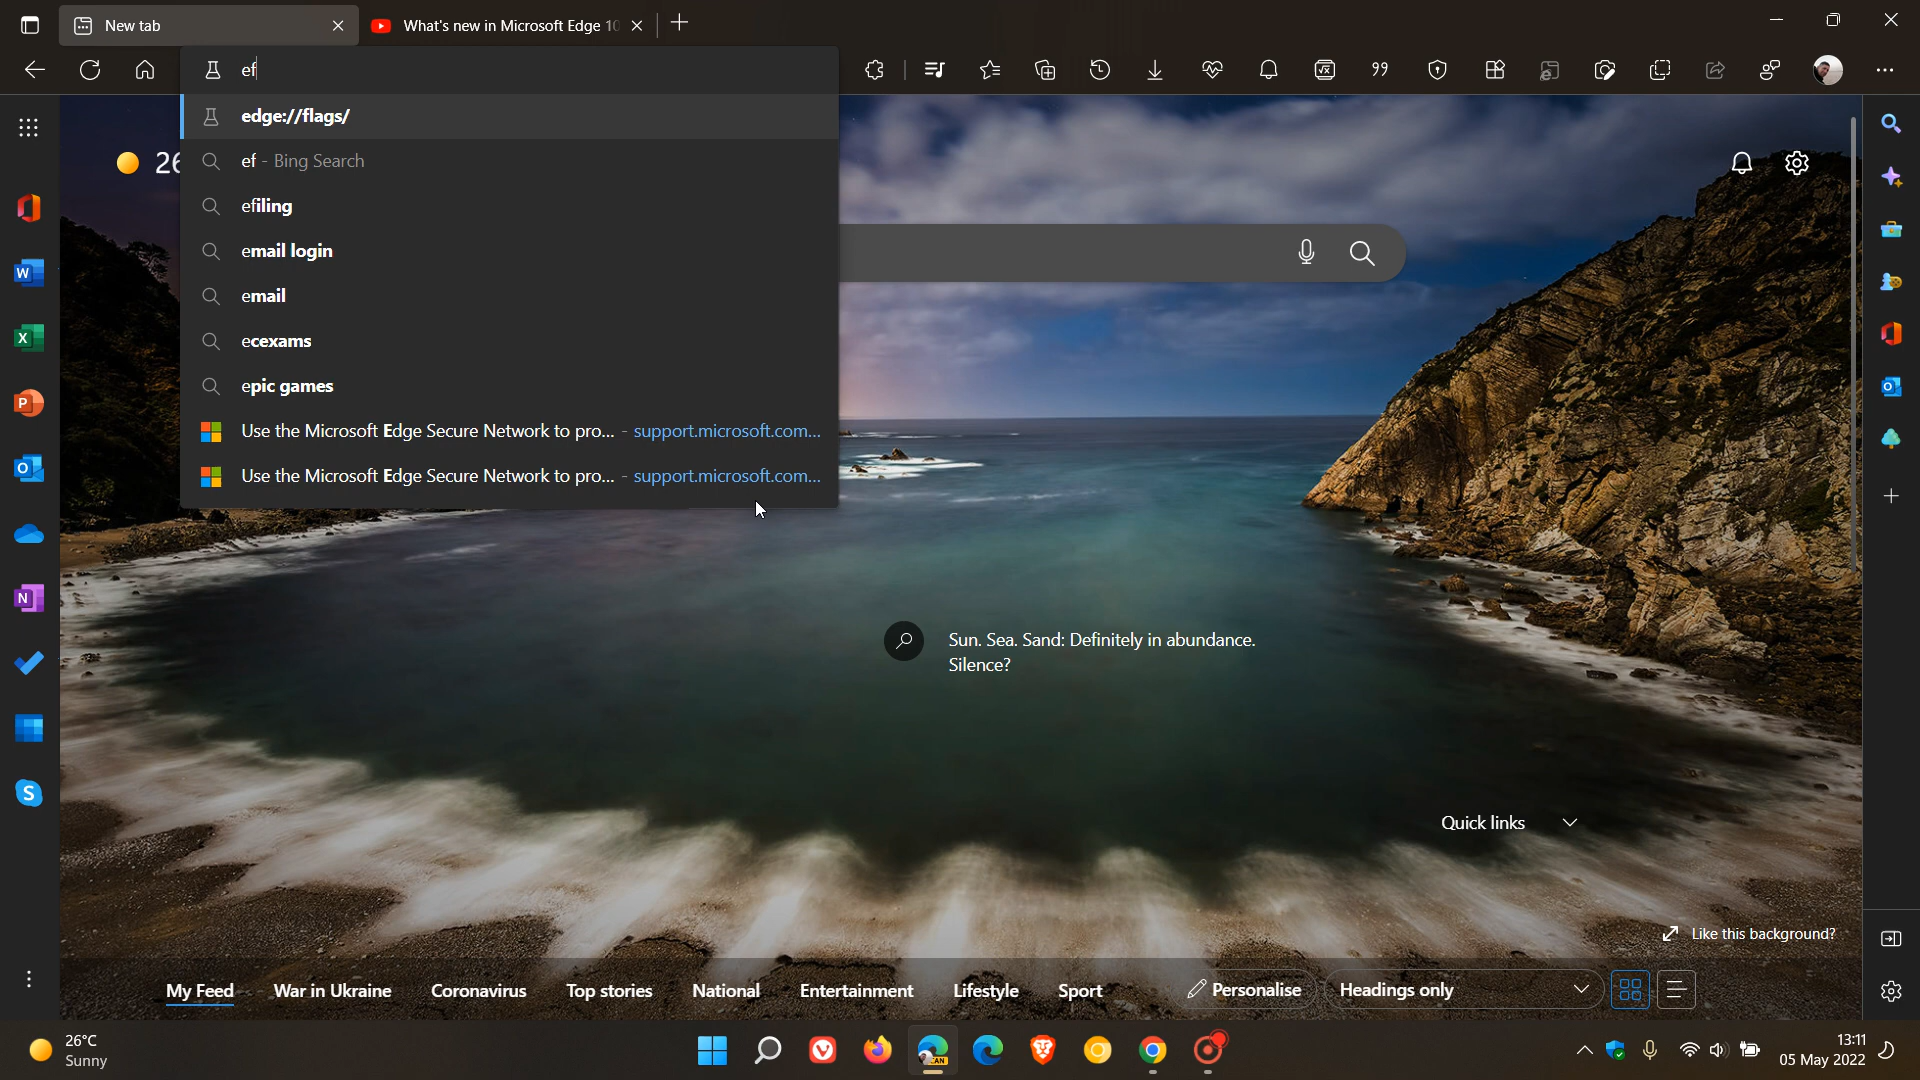 New tab
What's new in Microsoft Edge 10
ef
edge://flags/
26
ef - Bing Search
efiling
email login
email
ecexams
epic games
Use the Microsoft Edge Secure Network to pro... - support.microsoft.com...
Use the Microsoft Edge Secure Network to pro... - support.microsoft.com...
Sun. Sea. Sand: Definitely in abundance.
Silence?
Quick links
Like this background?
My Feed War in Ukraine Coronavirus Top stories National Entertainment Lifestyle Sport Personalise Headings only
26°C
Sunny
CAN
13:11
05 May 2022